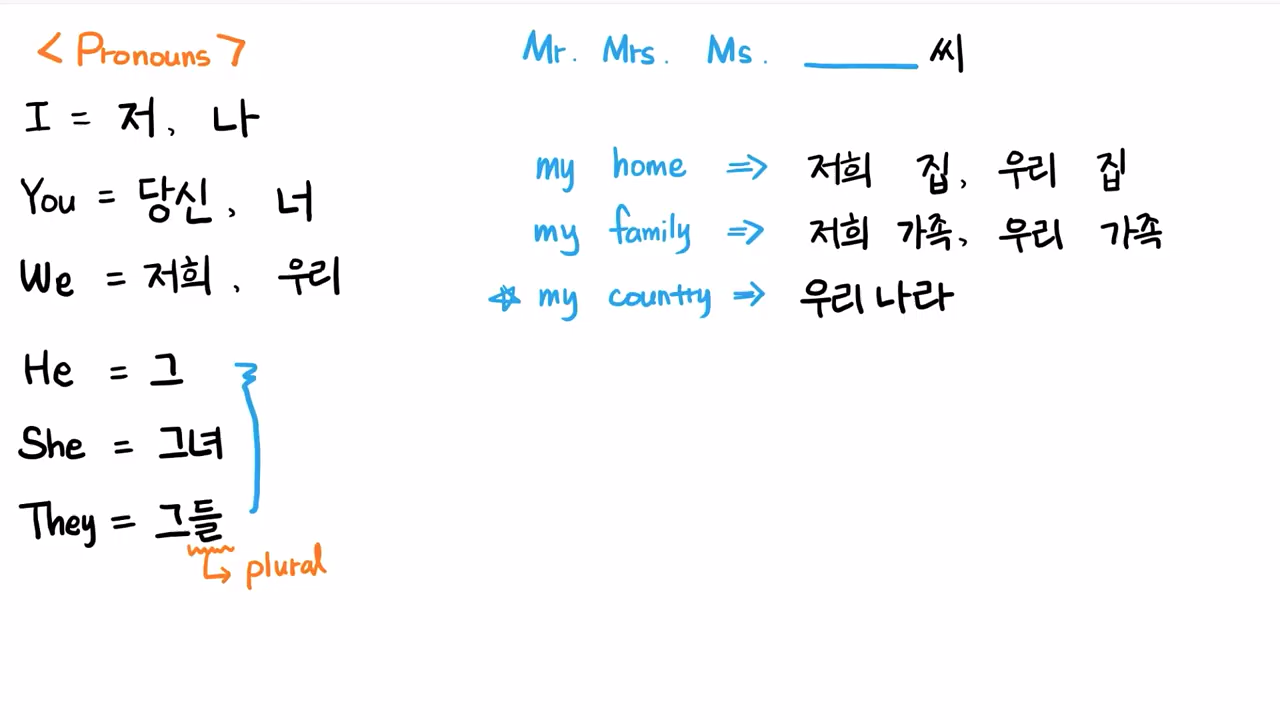 < Pronouns >
I = 저, 나
You = 당신, 너
We = 저희, 우리
He = 그
She = 그녀
They = 그들
↳ plural
Mr. Mrs. Ms. ______ 씨
my home => 저희 집, 우리 집
my family => 저희 가족, 우리 가족
☆ my country => 우리나라